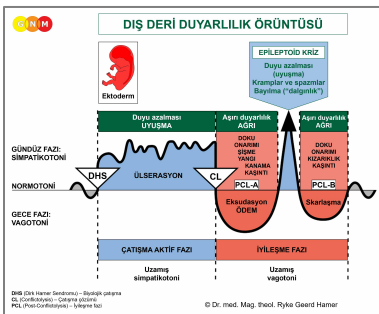 GNM
DIŞ DERİ DUYARLILIK ÖRÜNTÜSÜ
EPİLEPTOİD KRİZ
Duyu azalması
(uyuşma)
Kramplar ve spazmlar
Bayılma ("dalgınlık")
Ektoderm
Duyu azalması
UYUŞMA
Aşırı duyarlılık
AĞRI
Aşırı duyarlık
AĞRI
DOKU
ONARIMI
ŞİŞME
YANGI
KANAMA
KAŞINTI
DOKU
ONARIMI
KIZARIKLIK
KAŞINTI
GÜNDÜZ FAZI:
SİMPATİKOTONİ
DHS
ÜLSERASYON
CL
PCL-A
PCL-B
NORMOTONİ
Eksudasyon
ÖDEM
Skarlaşma
GECE FAZI:
VAGOTONİ
ÇATIŞMA AKTİF FAZI
İYİLEŞME FAZI
Uzamış
simpatikotoni
Uzamış
vagotoni
DHS (Dirk Hamer Sendromu) – Biyolojik çatışma
CL (Conflictolysis) – Çatışma çözümü
PCL (Post-Conflictolysis) – İyileşme fazı
© Dr. med. Mag. theol. Ryke Geerd Hamer